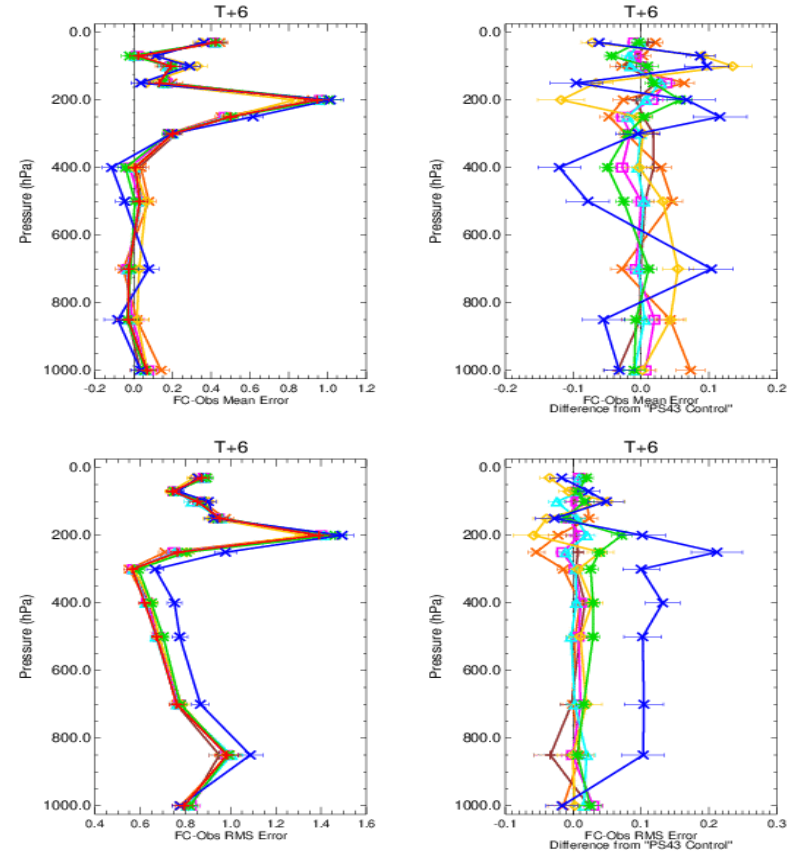 T+6
0.0
200.0
400.0
600.0
800.0
1000.0
Pressure (hPa)
-0.2 0.0 0.2 0.4 0.6 0.8 1.0 1.2
FC-Obs Mean Error
T+6
0.0
200.0
400.0
600.0
800.0
1000.0
Pressure (hPa)
-0.2 -0.1 0.0 0.1 0.2
FC-Obs Mean Error
Difference from "PS43 Control"
T+6
0.0
200.0
400.0
600.0
800.0
1000.0
Pressure (hPa)
0.4 0.6 0.8 1.0 1.2 1.4 1.6
FC-Obs RMS Error
T+6
0.0
200.0
400.0
600.0
800.0
1000.0
Pressure (hPa)
-0.1 0.0 0.1 0.2 0.3
FC-Obs RMS Error
Difference from "PS43 Control"